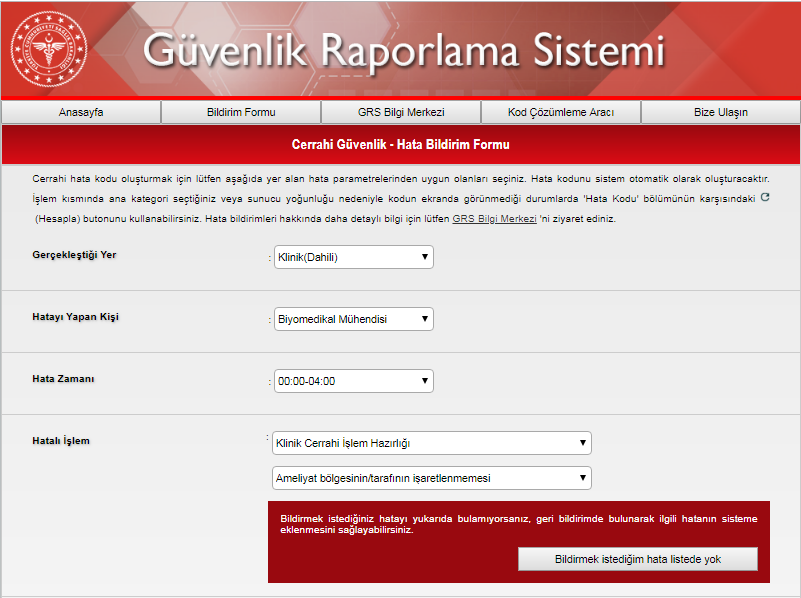 Güvenlik Raporlama Sistemi
Anasayfa
Bildirim Formu
GRS Bilgi Merkezi
Kod Çözümleme Aracı
Bize Ulaşın
Cerrahi Güvenlik - Hata Bildirim Formu
Cerrahi hata kodu oluşturmak için lütfen aşağıda yer alan hata parametrelerinden uygun olanları seçiniz. Hata kodunu sistem otomatik olarak oluşturacaktır.
İşlem kısmında ana kategori seçtiğiniz veya sunucu yoğunluğu nedeniyle kodun ekranda görünmediği durumlarda 'Hata Kodu' bölümünün karşısındaki
(Hesapla) butonunu kullanabilirsiniz. Hata bildirimleri hakkında daha detaylı bilgi için lütfen GRS Bilgi Merkezi 'ni ziyaret ediniz.
Gerçekleştiği Yer : Klinik(Dahili)
Hatayı Yapan Kişi : Biyomedikal Mühendisi
Hata Zamanı : 00:00-04:00
Hatalı İşlem : Klinik Cerrahi İşlem Hazırlığı
Ameliyat bölgesinin/tarafının işaretlenmemesi
Bildirmek istediğiniz hatayı yukarıda bulamıyorsanız, geri bildirimde bulunarak ilgili hatanın sisteme
eklenmesini sağlayabilirsiniz.
Bildirmek istediğim hata listede yok